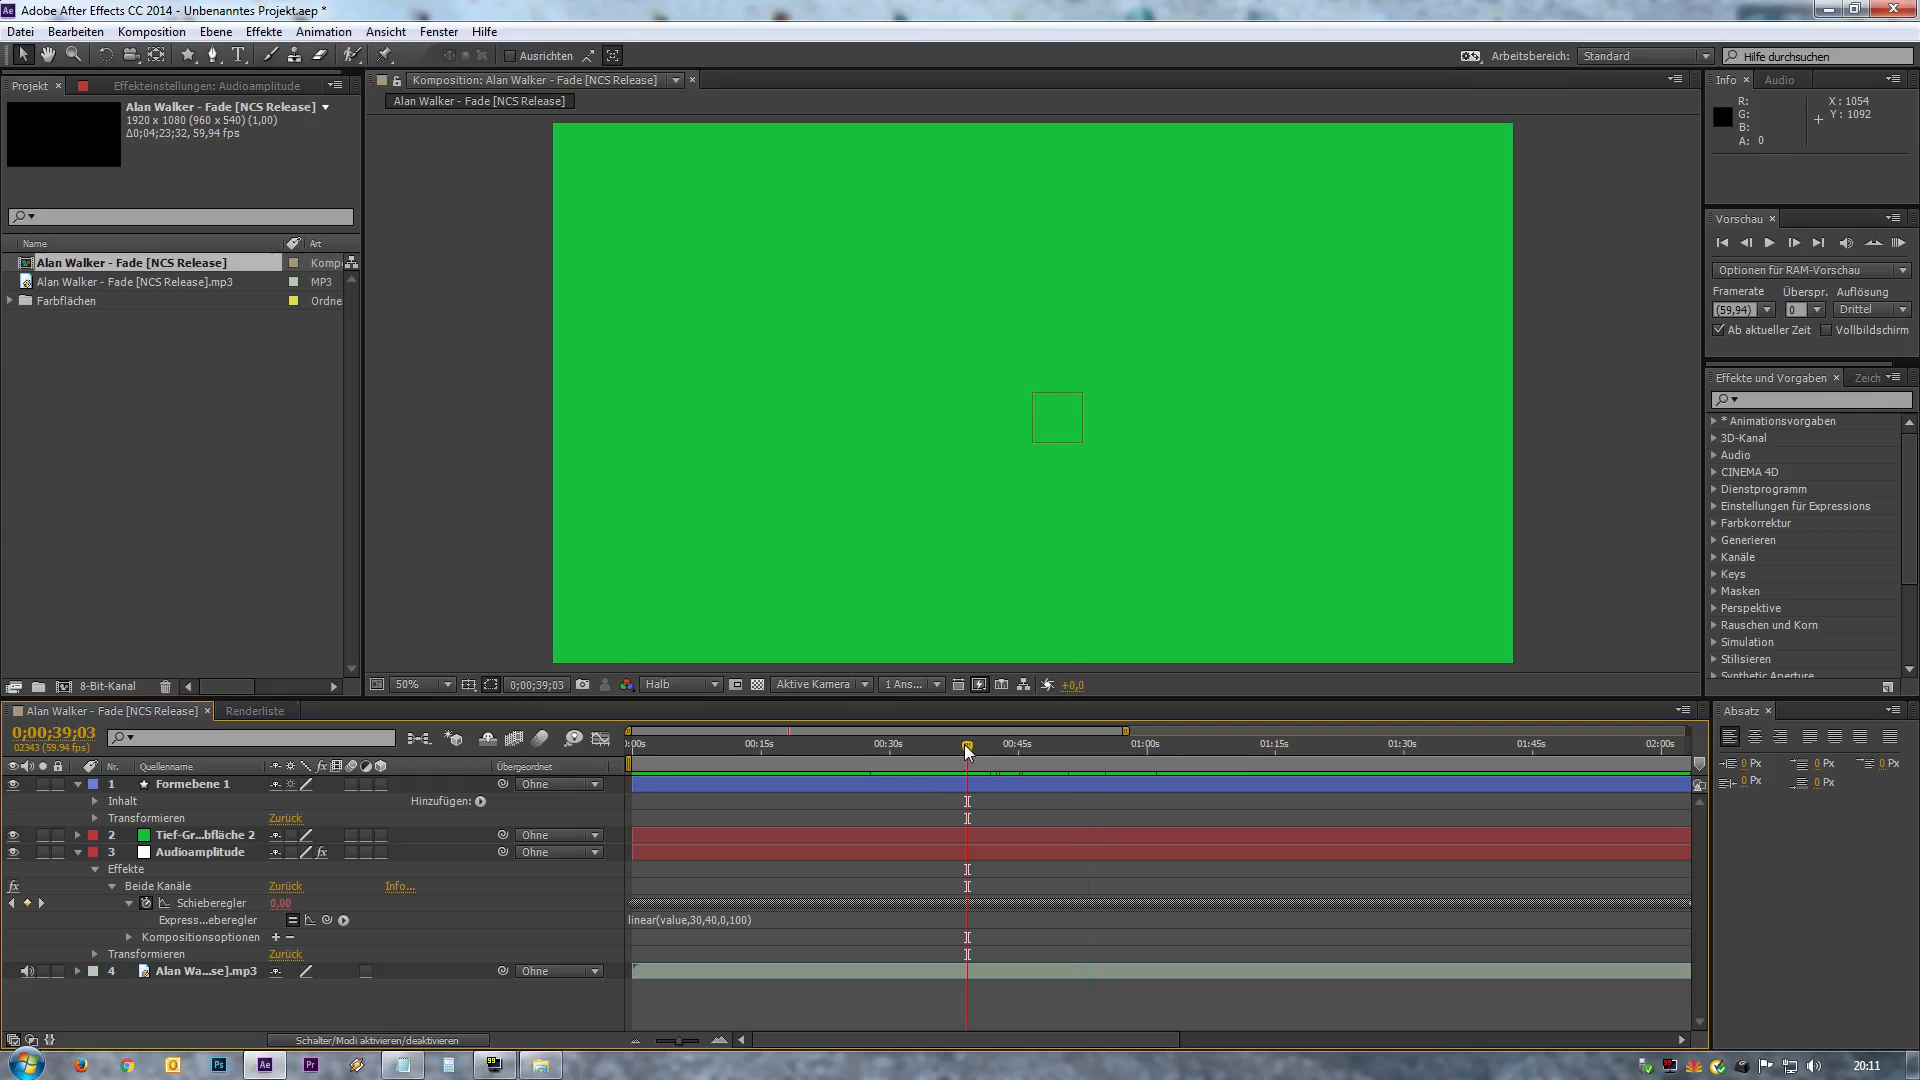 Adobe After Effects CC 2014 - Unbenanntes Projekt.aep *
Datei Bearbeiten Komposition Ebene Effekte Animation Ansicht Fenster Hilfe
Ausrichten
Arbeitsbereich: Standard
Hilfe durchsuchen
Projekt Effekteinstellungen: Audioamplitude
Alan Walker - Fade [NCS Release]
1920 x 1080 (960 x 540) (1,00)
Δ0;04;23;32, 59,94 fps
Name Art
Alan Walker - Fade [NCS Release] Komp
Alan Walker - Fade [NCS Release].mp3 MP3
Farbflächen Ordne
8-Bit-Kanal
Komposition: Alan Walker - Fade [NCS Release]
Alan Walker - Fade [NCS Release]
50% 0;00;39;03 Halb Aktive Kamera 1 Ans... +0,0
Info Audio
R: X : 1054
G: Y : 1092
B:
A: 0
Vorschau
Optionen für RAM-Vorschau
Framerate Überspr. Auflösung
(59,94) 0 Drittel
Ab aktueller Zeit Vollbildschirm
Effekte und Vorgaben Zeich
* Animationsvorgaben
3D-Kanal
Audio
CINEMA 4D
Dienstprogramm
Einstellungen für Expressions
Farbkorrektur
Generieren
Kanäle
Keys
Masken
Perspektive
Rauschen und Korn
Simulation
Stilisieren
Synthetic Aperture
Alan Walker - Fade [NCS Release] Renderliste
0;00;39;03
02343 (59.94 fps)
Nr. Quellenname Übergeordnet
:00s 00:15s 00:30s 00:45s 01:00s 01:15s 01:30s 01:45s 02:00s
1 Formebene 1 Ohne
Inhalt Hinzufügen:
Transformieren Zurück
2 Tief-Gr...bfläche 2 Ohne
3 Audioamplitude fx Ohne
Effekte
fx Beide Kanäle Zurück Info...
Schieberegler 0,00
Express...eberegler linear(value,30,40,0,100)
Kompositionsoptionen + −
Transformieren Zurück
4 Alan Wa...se].mp3 Ohne
Schalter/Modi aktivieren/deaktivieren
Absatz
0 Px 0 Px 0 Px
0 Px 0 Px
Ps Ae Pr
20:11